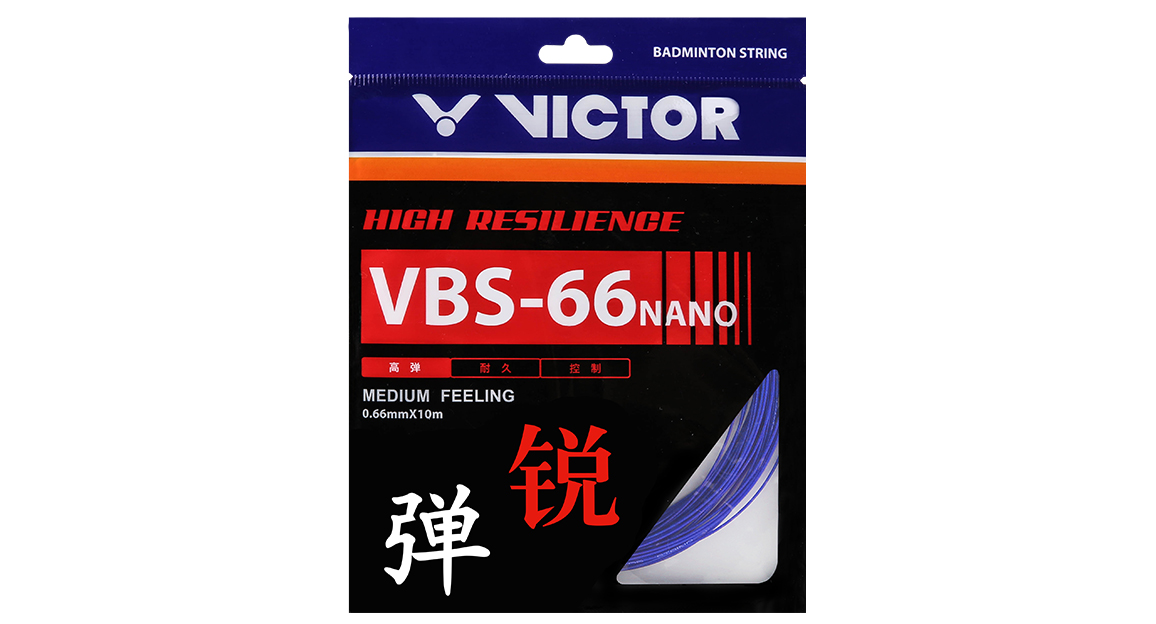 BADMINTON STRING
VICTOR
HIGH RESILIENCE
VBS-66NANO
高弹 耐久 控制
MEDIUM FEELING
0.66mmX10m
锐
弹